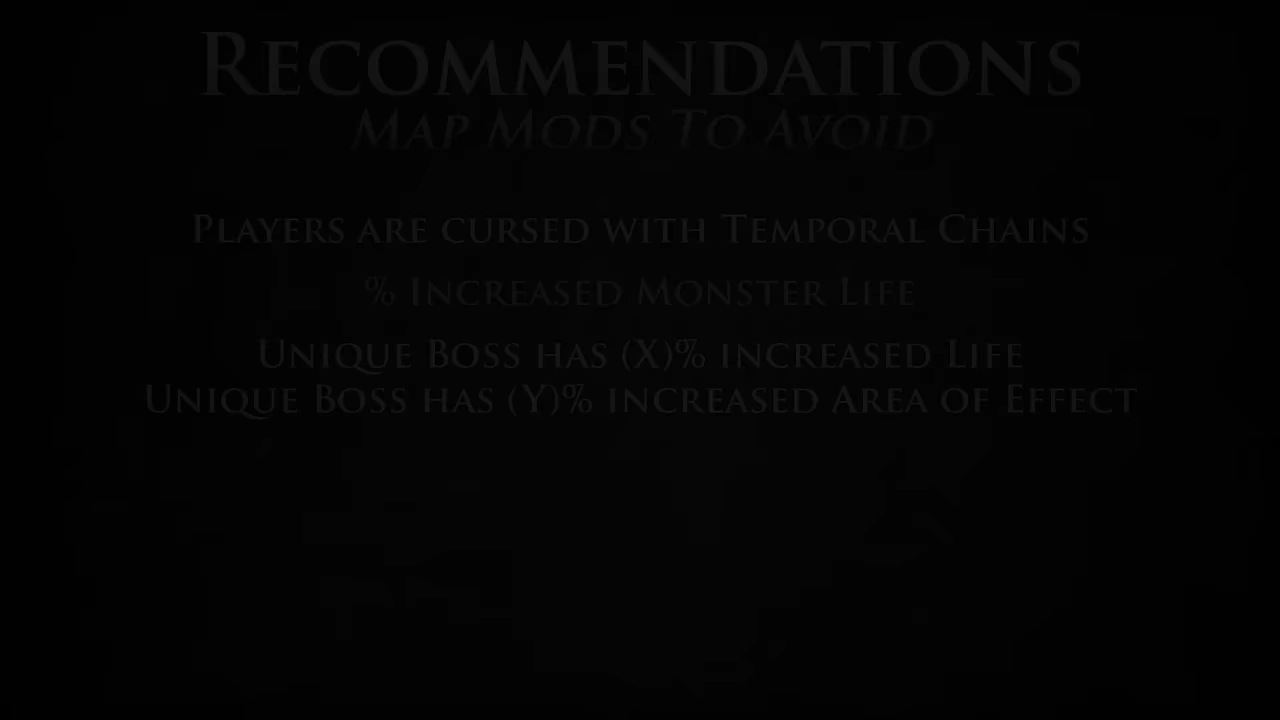 Recommendations
Map Mods To Avoid
Players are cursed with Temporal Chains
% Increased Monster Life
Unique Boss has (X)% increased Life
Unique Boss has (Y)% increased Area of Effect